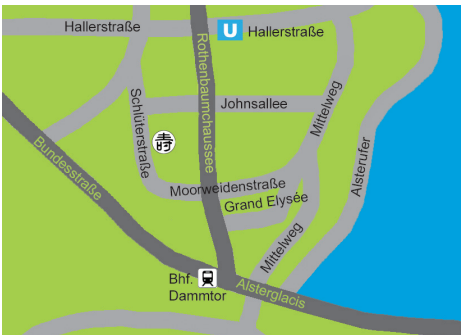 Hallerstraße
U Hallerstraße
Rothenbaumchaussee
Schlüterstraße
Johnsallee
Mittelweg
Bundesstraße
Alsterufer
Moorweidenstraße
Grand Elysée
Mittelweg
Bhf.
Dammtor
Alsterglacis